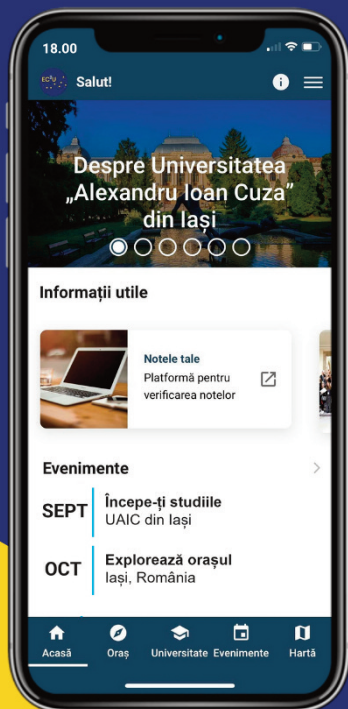 18.00
EC²U
Salut!
Despre Universitatea
„Alexandru Ioan Cuza”
din Iași
Informații utile
Notele tale
Platformă pentru
verificarea notelor
Evenimente
SEPT
Începe-ți studiile
UAIC din Iași
OCT
Explorează orașul
Iași, România
Acasă
Oraș
Universitate
Evenimente
Hartă